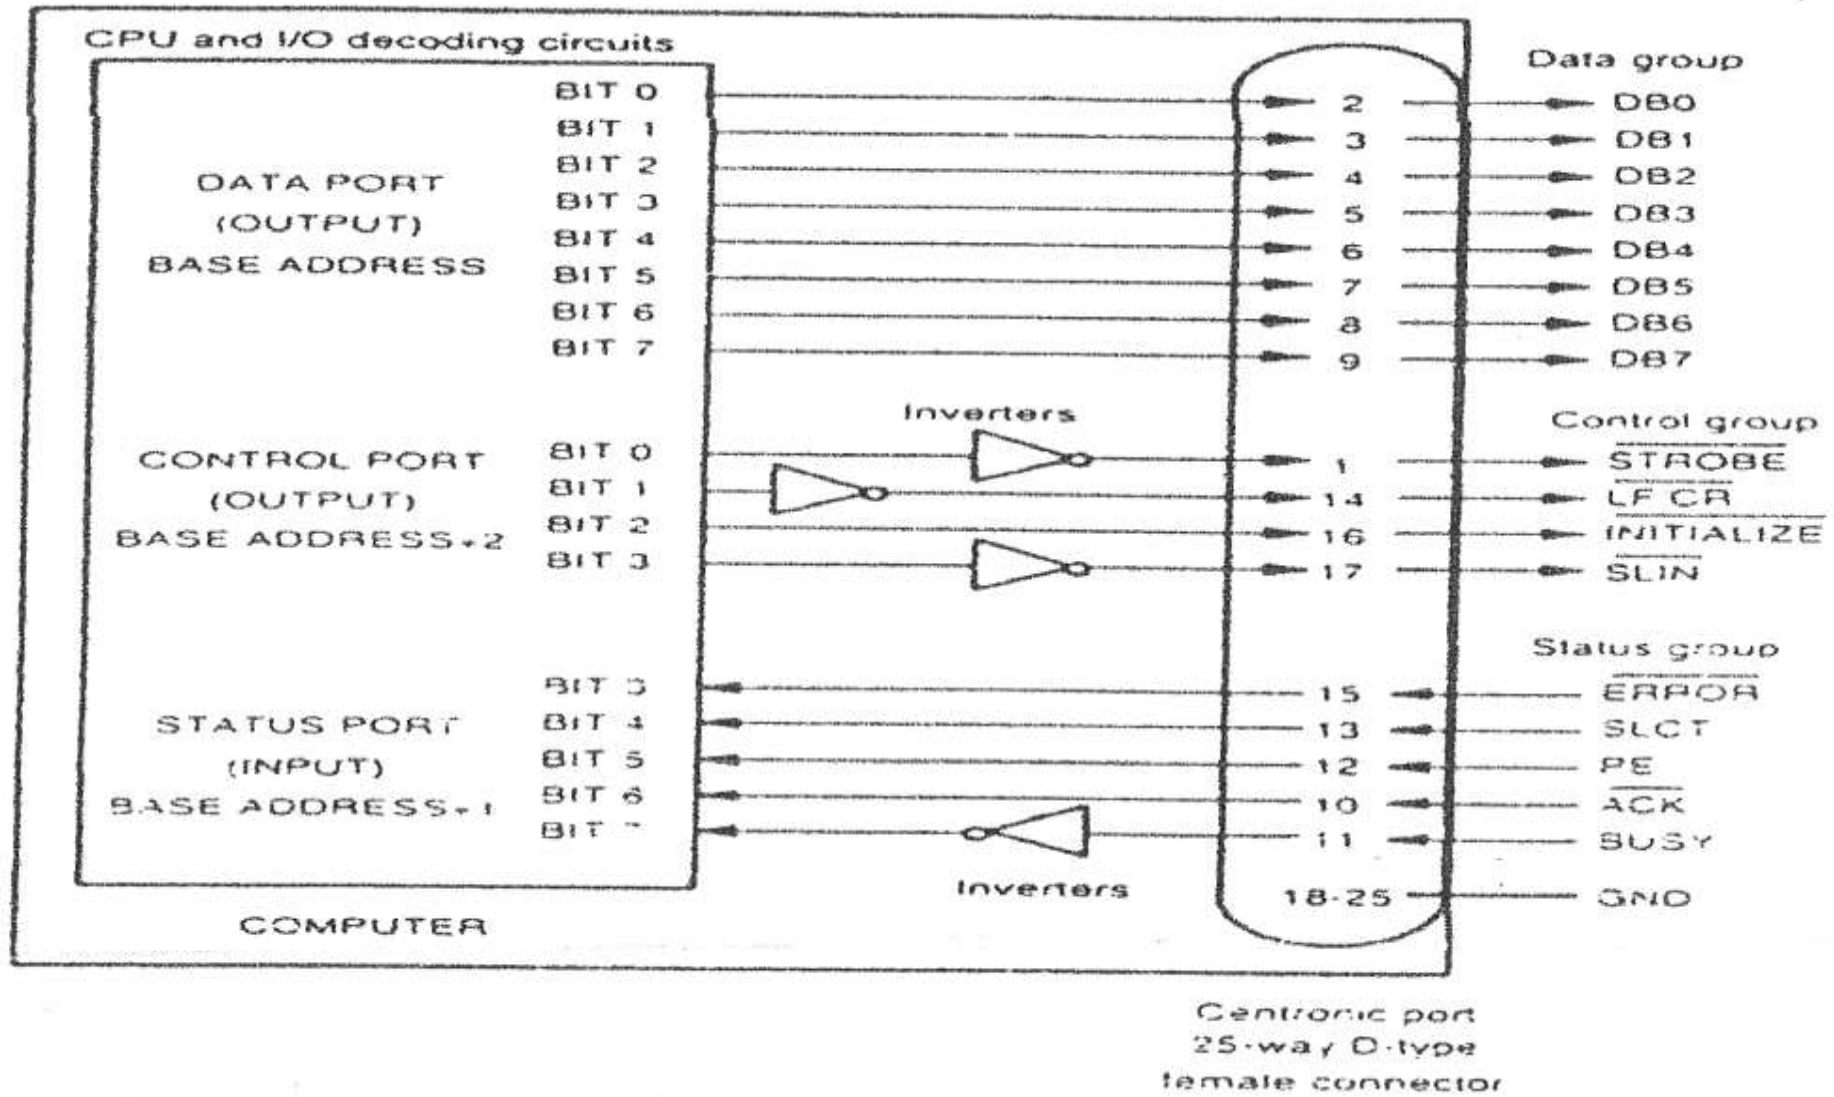 CPU and I/O decoding circuits
Data group
BIT 0 2 DB0
BIT 1 3 DB1
BIT 2 4 DB2
DATA PORT
BIT 3 5 DB3
(OUTPUT)
BIT 4 6 DB4
BASE ADDRESS
BIT 5 7 DB5
BIT 6 8 DB6
BIT 7 9 DB7
Inverters
Control group
BIT 0 1 STROBE
CONTROL PORT
BIT 1 14 LF CR
(OUTPUT)
BIT 2 16 INITIALIZE
BASE ADDRESS+2
BIT 3 17 SLIN
Status group
BIT 3 15 ERROR
STATUS PORT
BIT 4 13 SLCT
(INPUT)
BIT 5 12 PE
BASE ADDRESS+1
BIT 6 10 ACK
BIT 11 BUSY
Inverters
18-25 GND
COMPUTER
Centronic port
25-way D-type
female connector